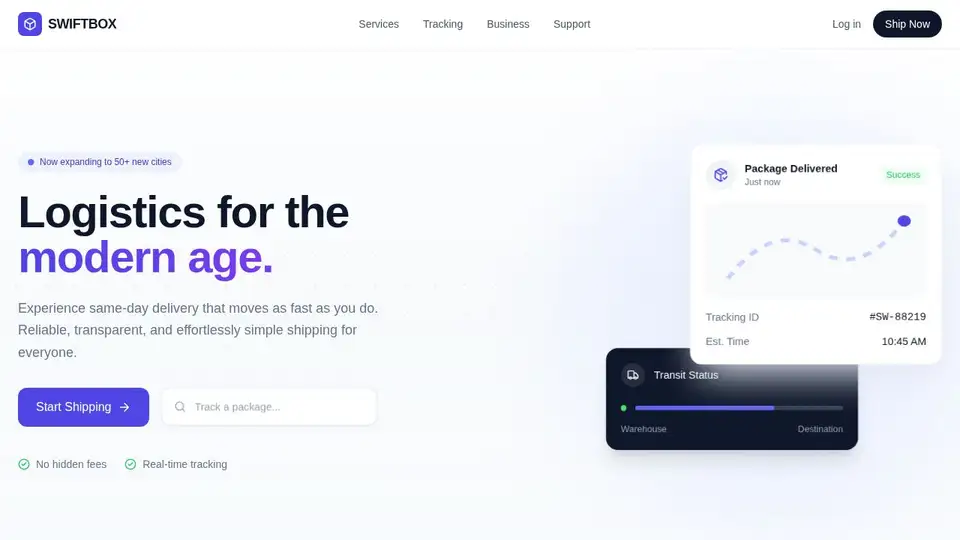 SWIFTBOX
Services
Tracking
Business
Support
Log in
Ship Now
Now expanding to 50+ new cities
Logistics for the
modern age.
Experience same-day delivery that moves as fast as you do.
Reliable, transparent, and effortlessly simple shipping for
everyone.
Start Shipping
Track a package...
No hidden fees
Real-time tracking
Package Delivered
Just now
Success
Tracking ID
#SW-88219
Est. Time
10:45 AM
Transit Status
Warehouse
Destination